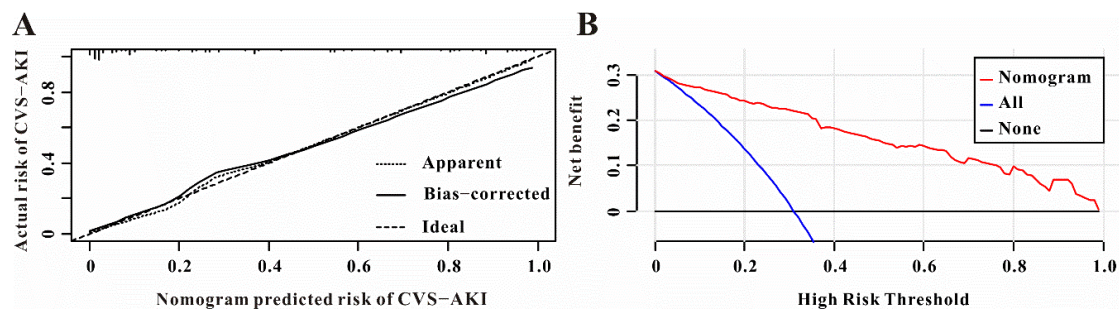 A
Actual risk of CVS−AKI
0.8
0.4
0
Apparent
Bias−corrected
Ideal
0 0.2 0.4 0.6 0.8 1.0
Nomogram predicted risk of CVS−AKI
B
Net benefit
0.3
0.2
0.1
0
Nomogram
All
None
0 0.2 0.4 0.6 0.8 1.0
High Risk Threshold